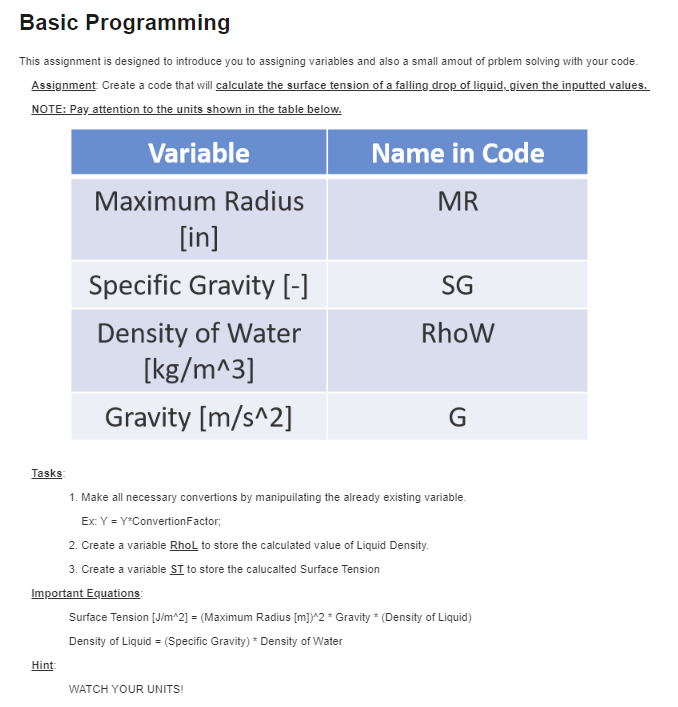 Basic Programming
This assignment is designed to introduce you to assigning variables and also a small amout of prblem solving with your code.
Assignment: Create a code that will calculate the surface tension of a falling drop of liquid, given the inputted values.
NOTE: Pay attention to the units shown in the table below.
Variable Name in Code
Maximum Radius MR
[in]
Specific Gravity [-] SG
Density of Water RhoW
[kg/m^3]
Gravity [m/s^2] G
Tasks:
1. Make all necessary convertions by manipuilating the already existing variable.
Ex: Y = Y*ConvertionFactor;
2. Create a variable RhoL to store the calculated value of Liquid Density.
3. Create a variable ST to store the calucalted Surface Tension
Important Equations:
Surface Tension [J/m^2] = (Maximum Radius [m])^2 * Gravity * (Density of Liquid)
Density of Liquid = (Specific Gravity) * Density of Water
Hint:
WATCH YOUR UNITS!